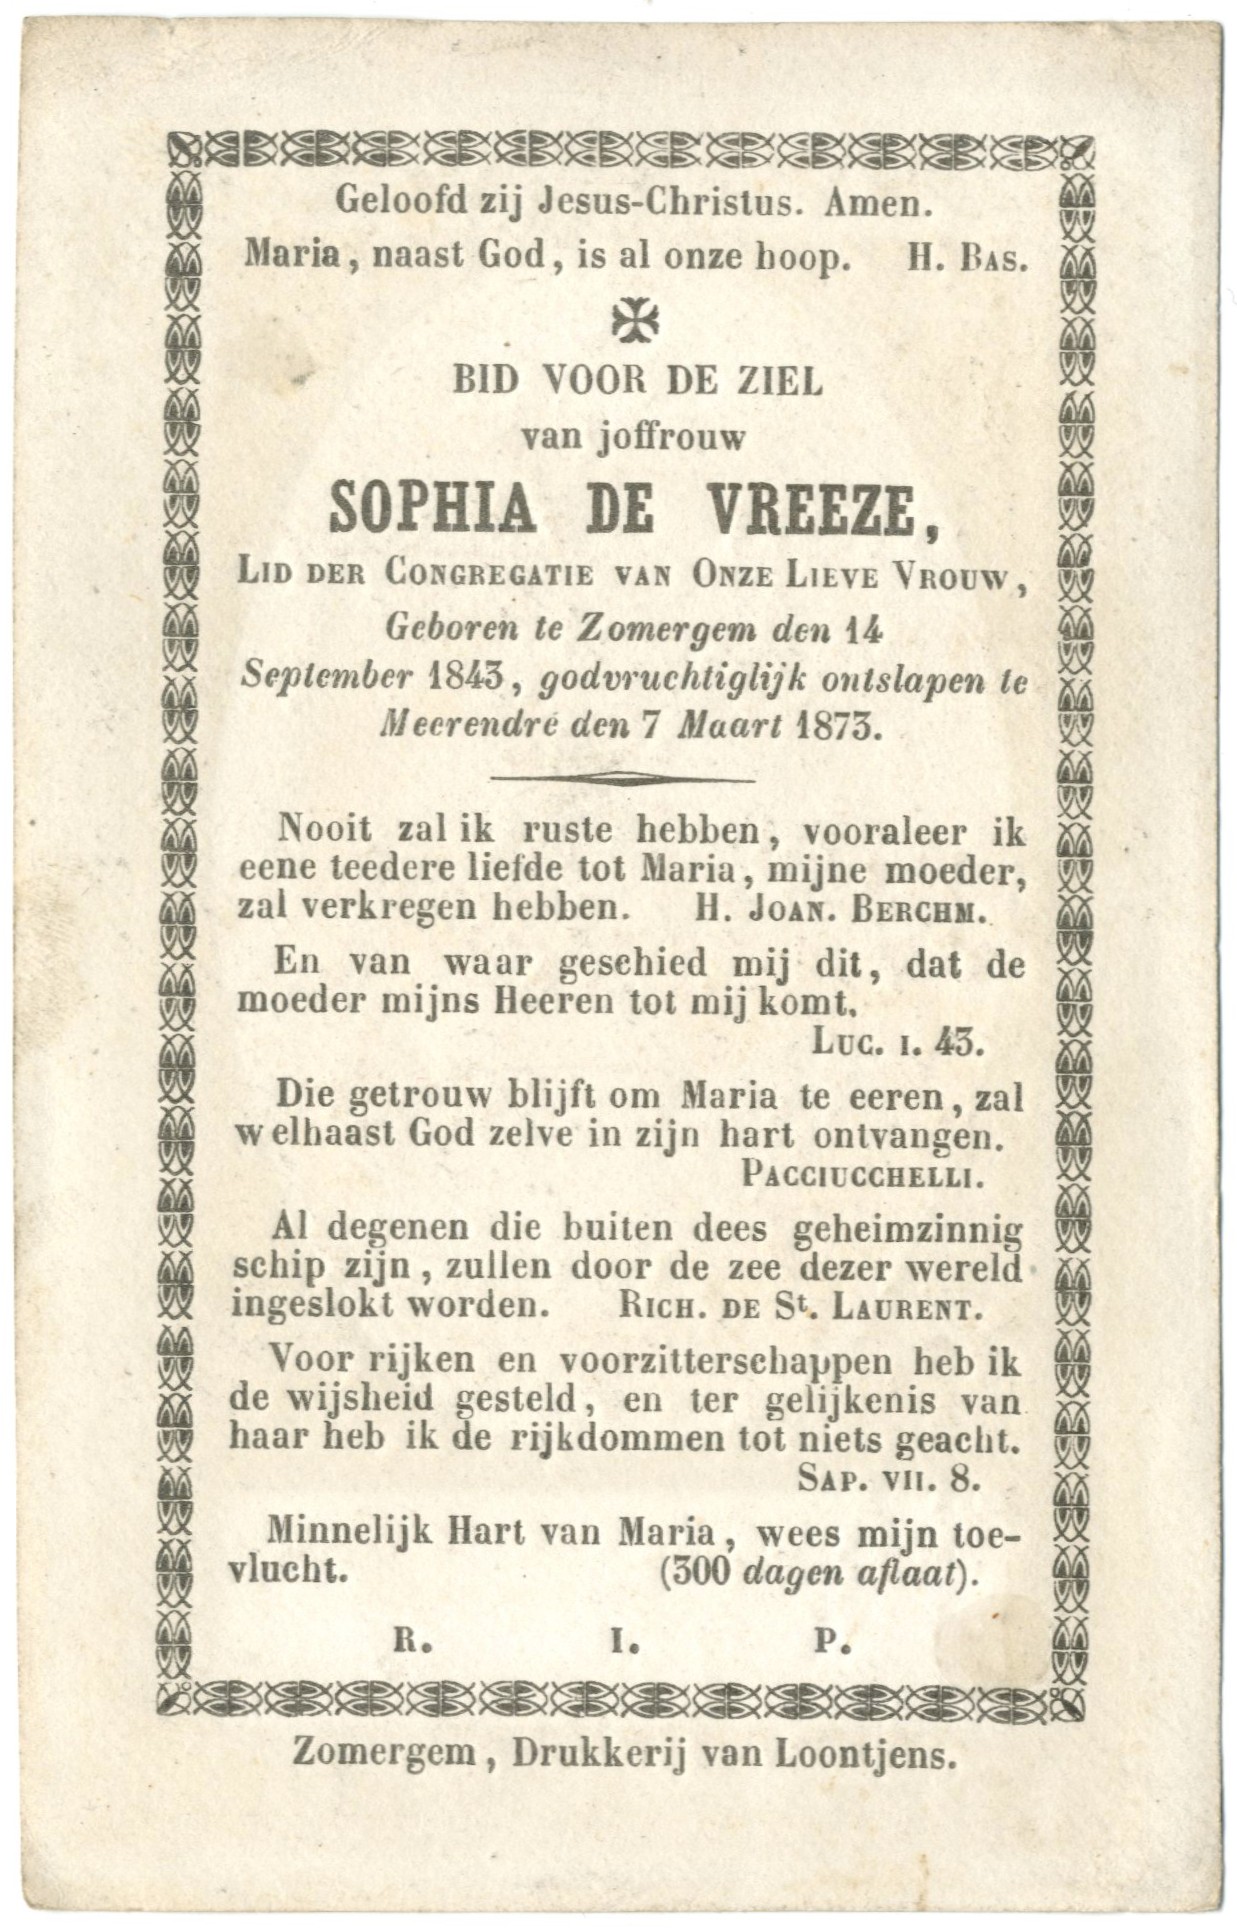 Geloofd zij Jesus-Christus. Amen.
Maria, naast God, is al onze hoop. H. BAS.
BID VOOR DE ZIEL
van joffrouw
SOPHIA DE VREEZE,
LID DER CONGREGATIE VAN ONZE LIEVE VROUW,
Geboren te Zomergem den 14
September 1843, godvruchtiglijk ontslapen te
Meerendré den 7 Maart 1873.
Nooit zal ik ruste hebben, vooraleer ik
eene teedere liefde tot Maria, mijne moeder,
zal verkregen hebben. H. JOAN. BERCHM.
En van waar geschied mij dit, dat de
moeder mijns Heeren tot mij komt.
LUC. I. 43.
Die getrouw blijft om Maria te eeren, zal
welhaast God zelve in zijn hart ontvangen.
PACCIUCCHELLI.
Al degenen die buiten dees geheimzinnig
schip zijn, zullen door de zee dezer wereld
ingeslokt worden. RICH. DE St. LAURENT.
Voor rijken en voorzitterschappen heb ik
de wijsheid gesteld, en ter gelijkenis van
haar heb ik de rijkdommen tot niets geacht.
SAP. VII. 8.
Minnelijk Hart van Maria, wees mijn toe-
vlucht. (300 dagen aflaat).
R. I. P.
Zomergem, Drukkerij van Loontjens.